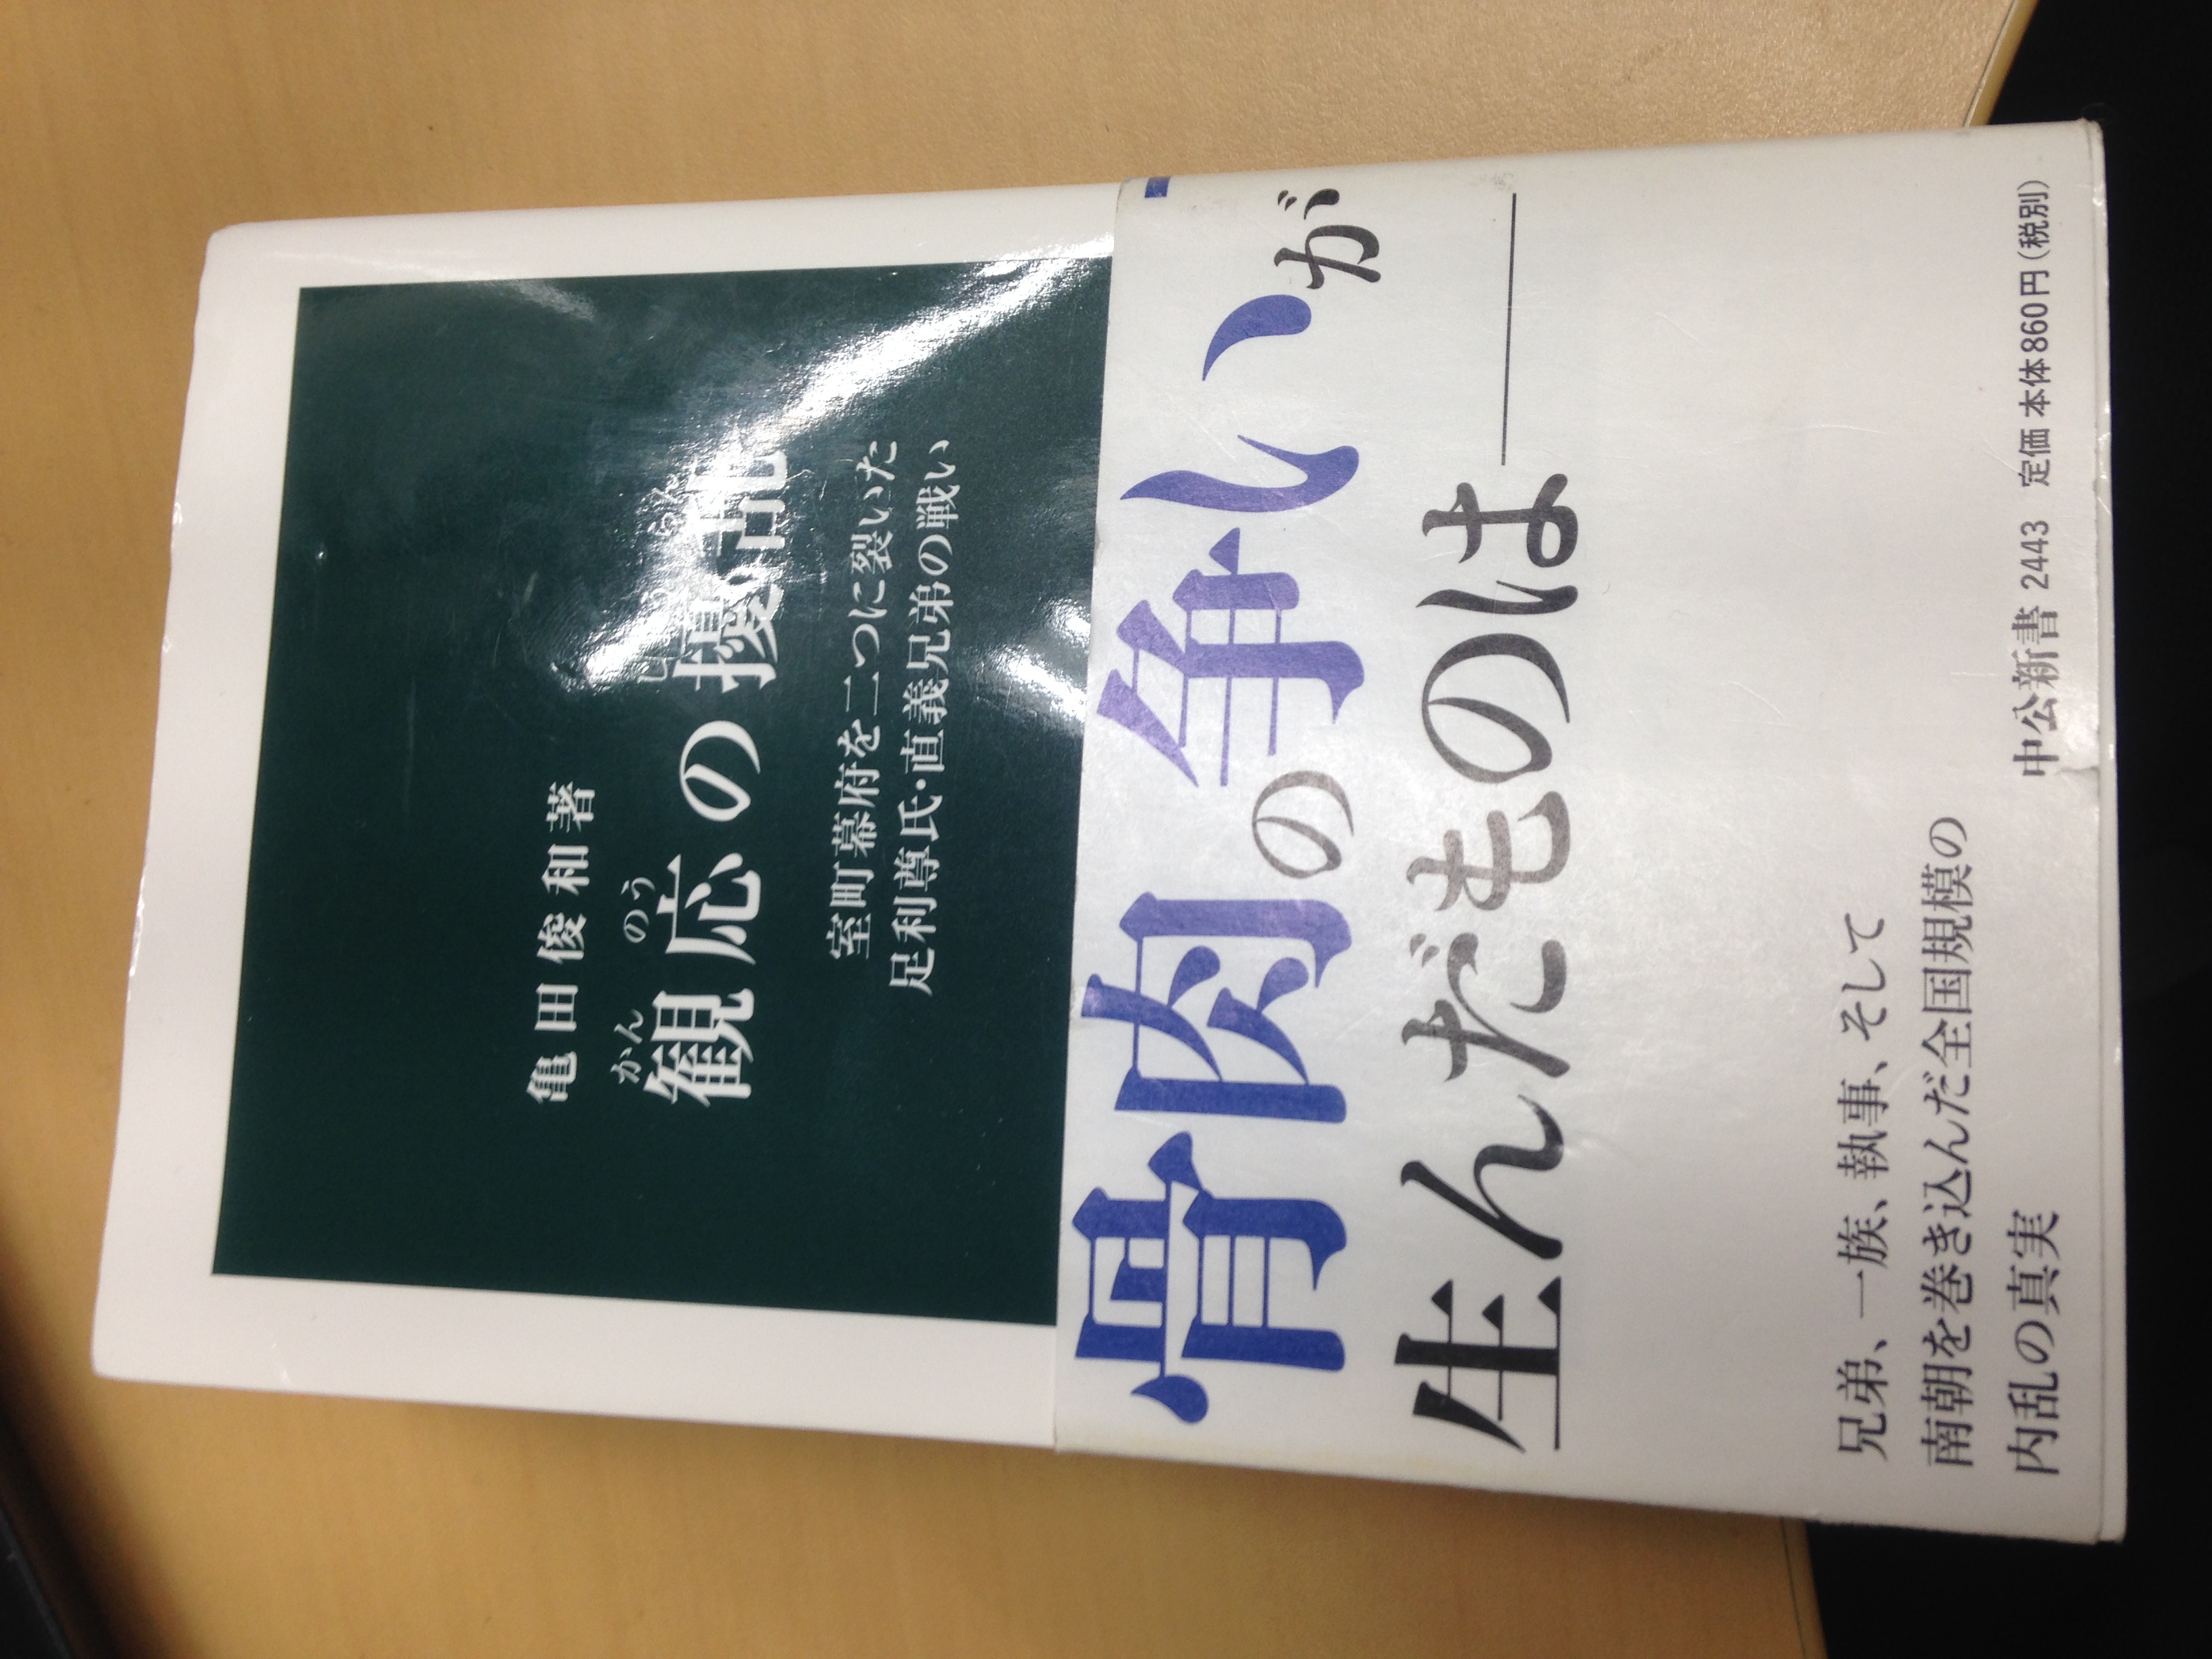 亀田俊和著
かんのう
観応の擾乱
室町幕府を二つに裂いた
足利尊氏・直義兄弟の戦い
骨肉の争いが
生んだものは――
兄弟、一族、執事、そして
南朝を巻き込んだ全国規模の
内乱の真実
中公新書 2443 定価 本体860円(税別)